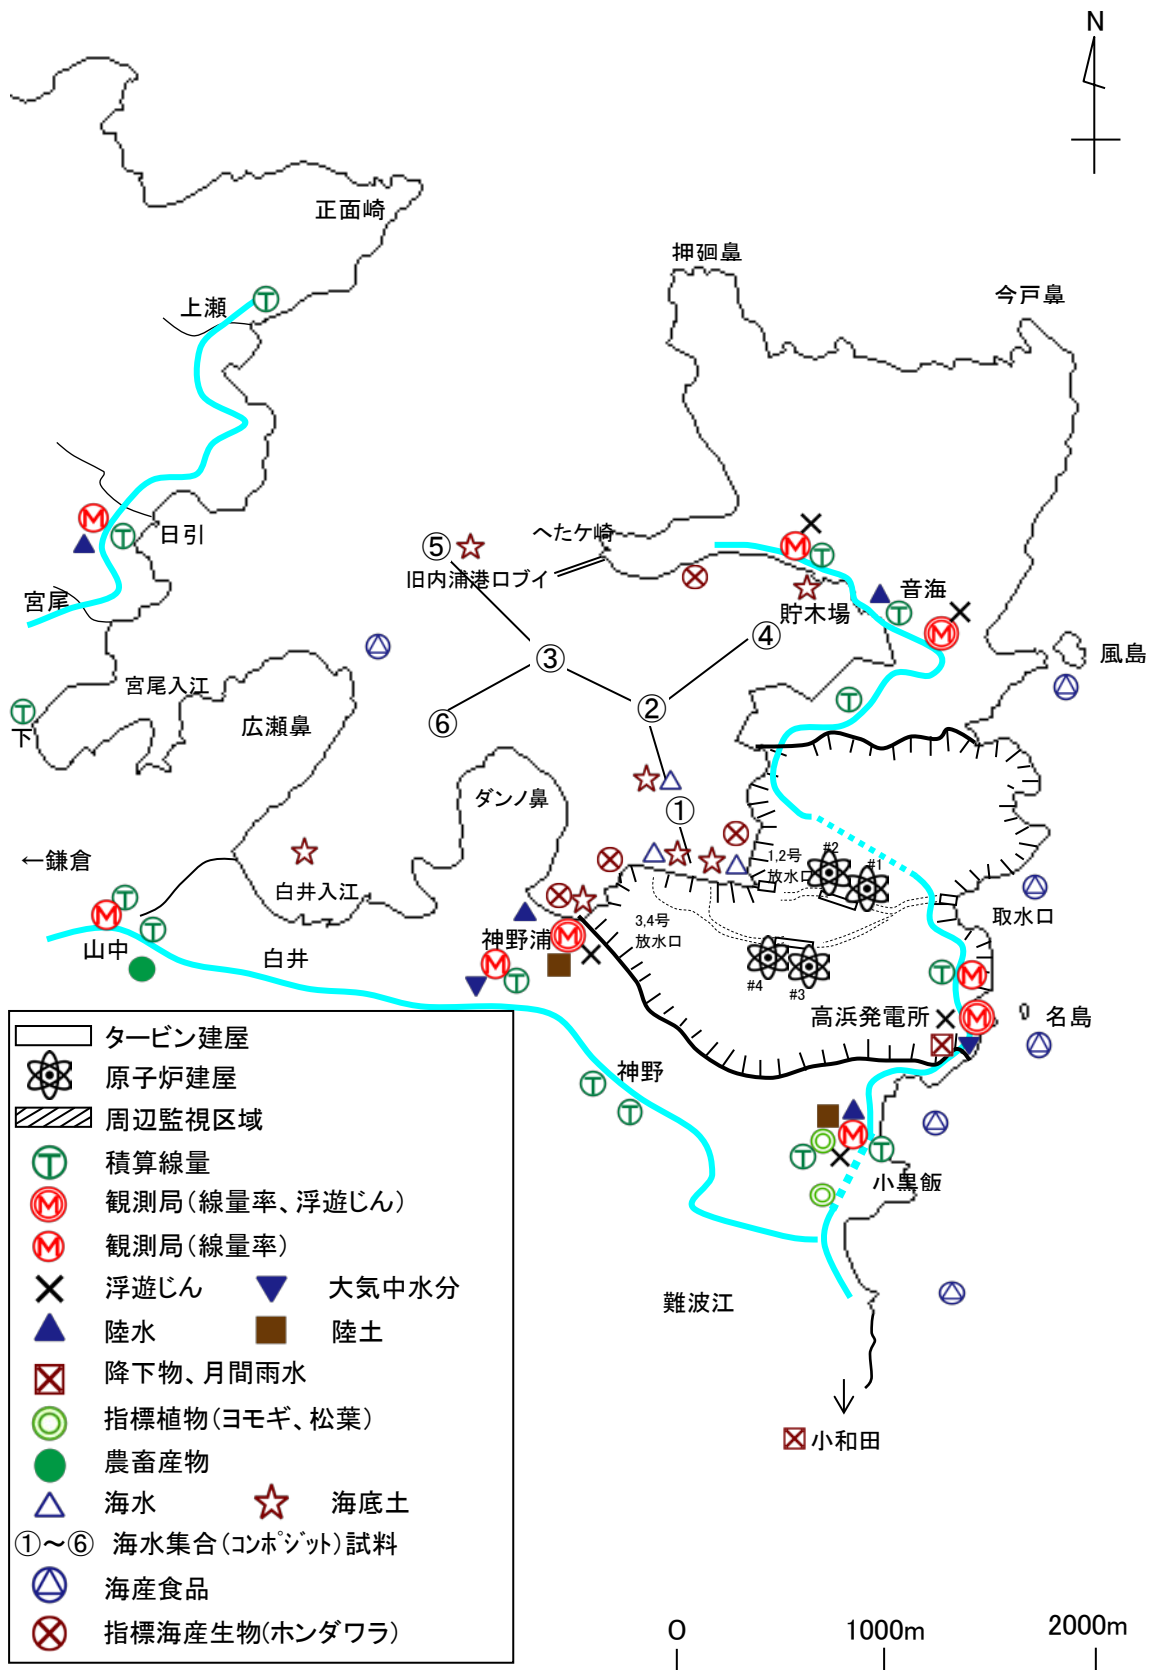 N
正面崎
押廻鼻
今戸鼻
上瀬
T
M
T
日引
宮尾
⑤
へたケ崎
旧内浦港口ブイ
M
T
貯木場
音海
T
M
④
③
風島
宮尾入江
T
下
広瀬鼻
⑥
②
T
ダンノ鼻
①
←鎌倉
白井入江
1,2号
放水口
#2
#1
取水口
T
M
T
山中
白井
神野浦
M
M
T
3,4号
放水口
#4
#3
T
M
高浜発電所
M
名島
神野
T
T
M
T
T
小黒飯
難波江
小和田
タービン建屋
原子炉建屋
周辺監視区域
T 積算線量
M 観測局(線量率、浮遊じん)
M 観測局(線量率)
浮遊じん 大気中水分
陸水 陸土
降下物、月間雨水
指標植物(ヨモギ、松葉)
農畜産物
海水 海底土
①～⑥ 海水集合(コンポジット)試料
海産食品
指標海産生物(ホンダワラ)
O 1000m 2000m